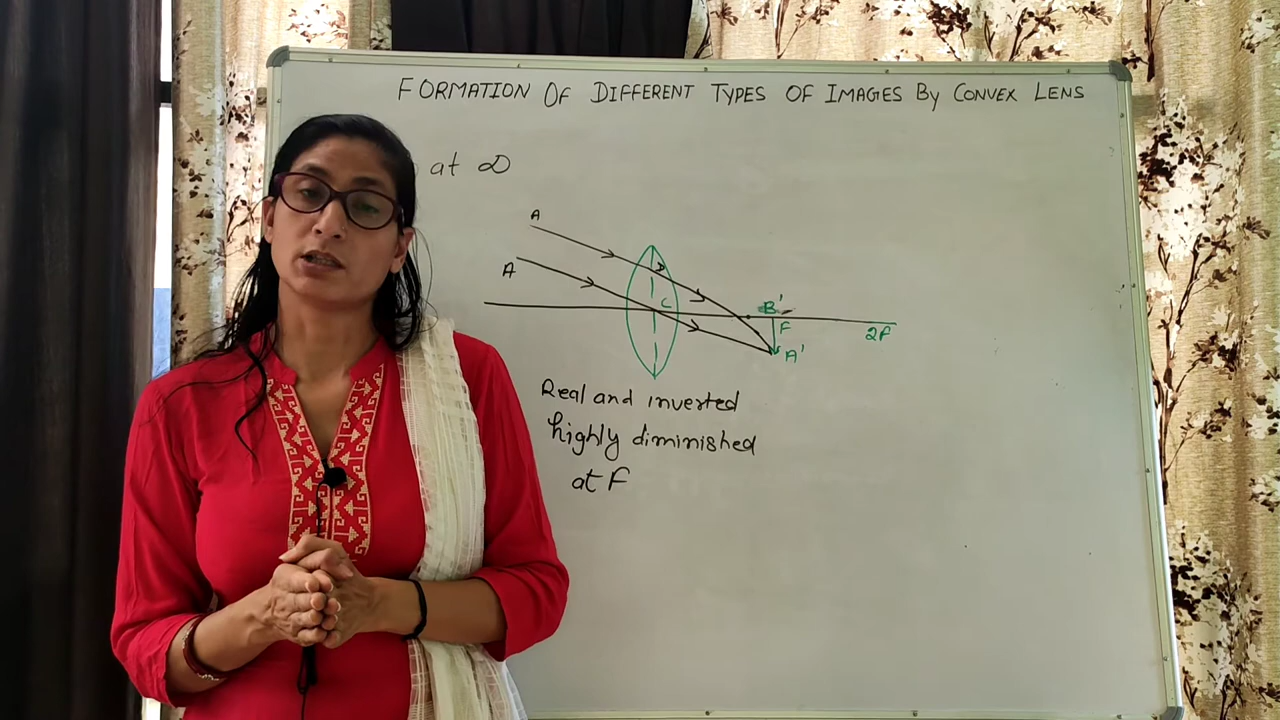 FORMATION OF DIFFERENT TYPES OF IMAGES By CONVEX LENS
at ∞
A
A
D
C
B'
F
2F
A'
Real and inverted
highly diminished
at F